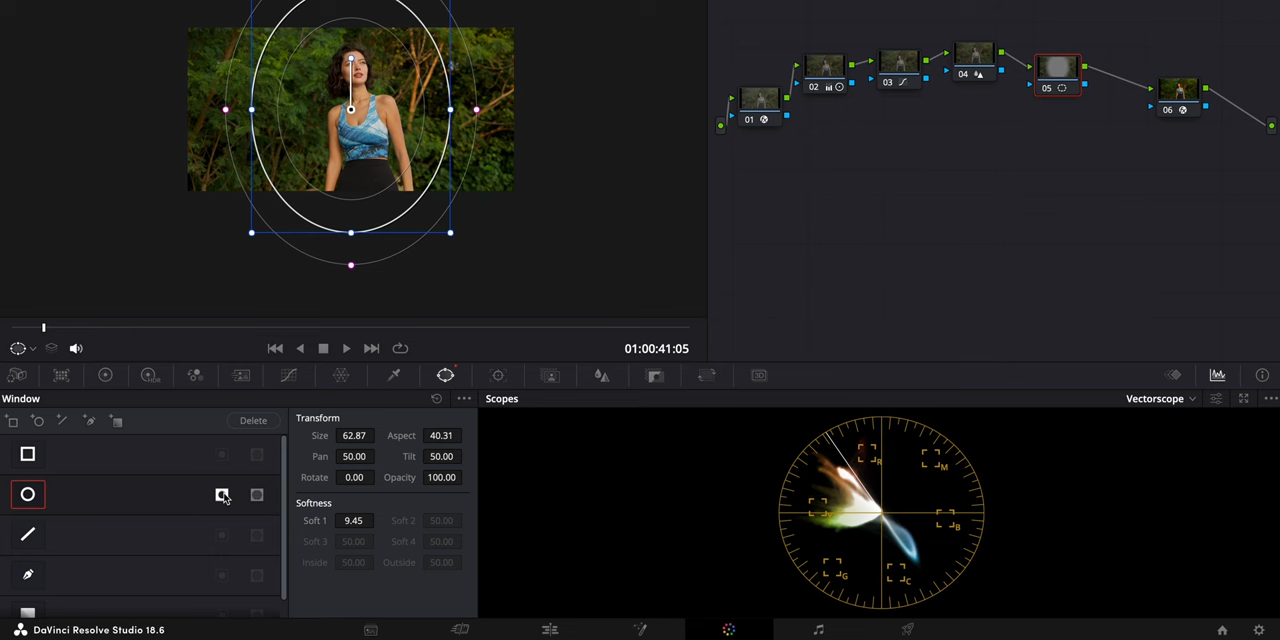 01
02
03
04
05
06
01:00:41:05
HDR
3D
Window
Delete
Transform
Size 62.87 Aspect 40.31
Pan 50.00 Tilt 50.00
Rotate 0.00 Opacity 100.00
Softness
Soft 1 9.45 Soft 2 50.00
Soft 3 50.00 Soft 4 50.00
Inside 50.00 Outside 50.00
Scopes
Vectorscope
R
M
B
C
G
DaVinci Resolve Studio 18.6